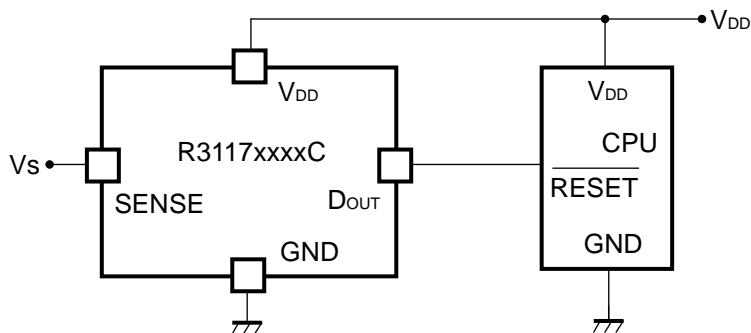 VDD
VDD
VDD
R3117xxxxC
CPU
Vs
SENSE
DOUT
RESET
GND
GND